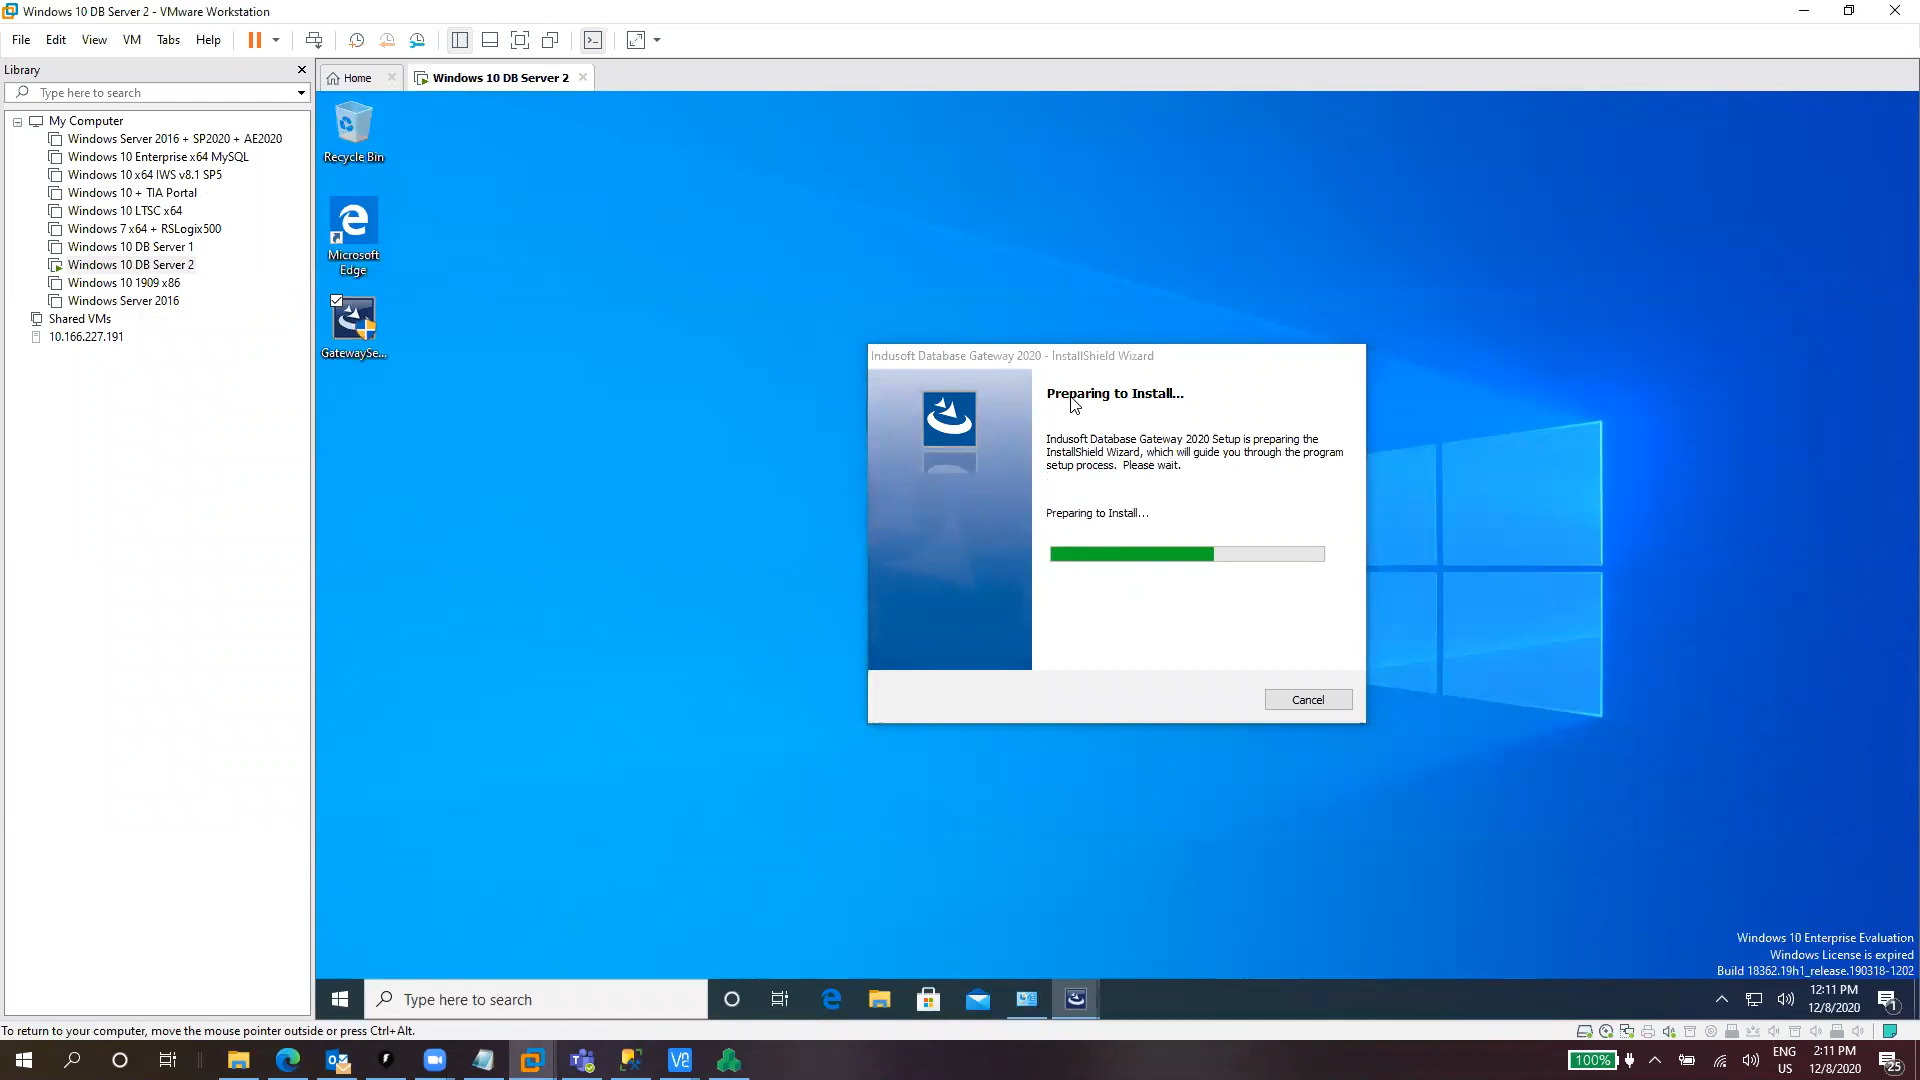 Windows 10 DB Server 2 - VMware Workstation
File Edit View VM Tabs Help
Library
Type here to search
My Computer
Windows Server 2016 + SP2020 + AE2020
Windows 10 Enterprise x64 MySQL
Windows 10 x64 IWS v8.1 SP5
Windows 10 + TIA Portal
Windows 10 LTSC x64
Windows 7 x64 + RSLogix500
Windows 10 DB Server 1
Windows 10 DB Server 2
Windows 10 1909 x86
Windows Server 2016
Shared VMs
10.166.227.191
Home
Windows 10 DB Server 2
Recycle Bin
Microsoft
Edge
GatewaySe...
Indusoft Database Gateway 2020 - InstallShield Wizard
Preparing to Install...
Indusoft Database Gateway 2020 Setup is preparing the
InstallShield Wizard, which will guide you through the program
setup process. Please wait.
Preparing to Install...
Cancel
Windows 10 Enterprise Evaluation
Windows License is expired
Build 18362.19h1_release.190318-1202
Type here to search
12:11 PM
12/8/2020
1
To return to your computer, move the mouse pointer outside or press Ctrl+Alt.
100%
ENG
US
2:11 PM
12/8/2020
25